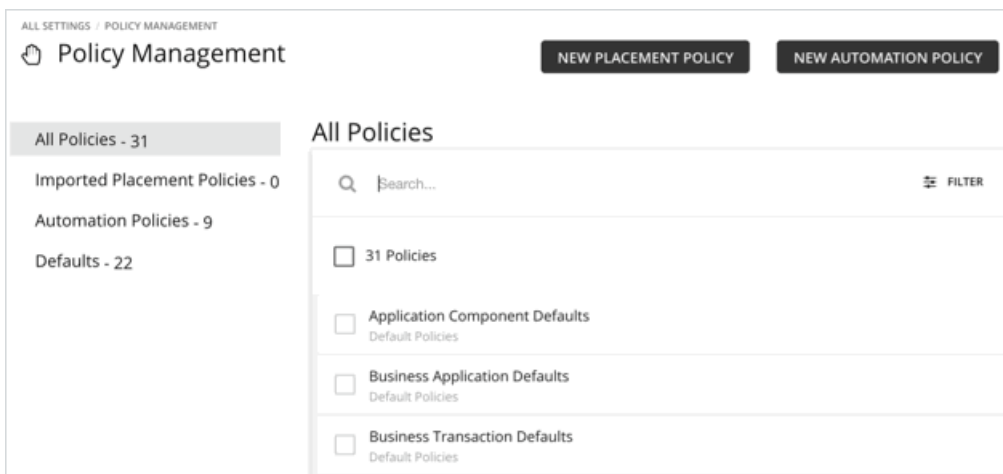 ALL SETTINGS / POLICY MANAGEMENT
Policy Management
NEW PLACEMENT POLICY
NEW AUTOMATION POLICY
All Policies - 31
Imported Placement Policies - 0
Automation Policies - 9
Defaults - 22
All Policies
Search...
FILTER
31 Policies
Application Component Defaults
Default Policies
Business Application Defaults
Default Policies
Business Transaction Defaults
Default Policies